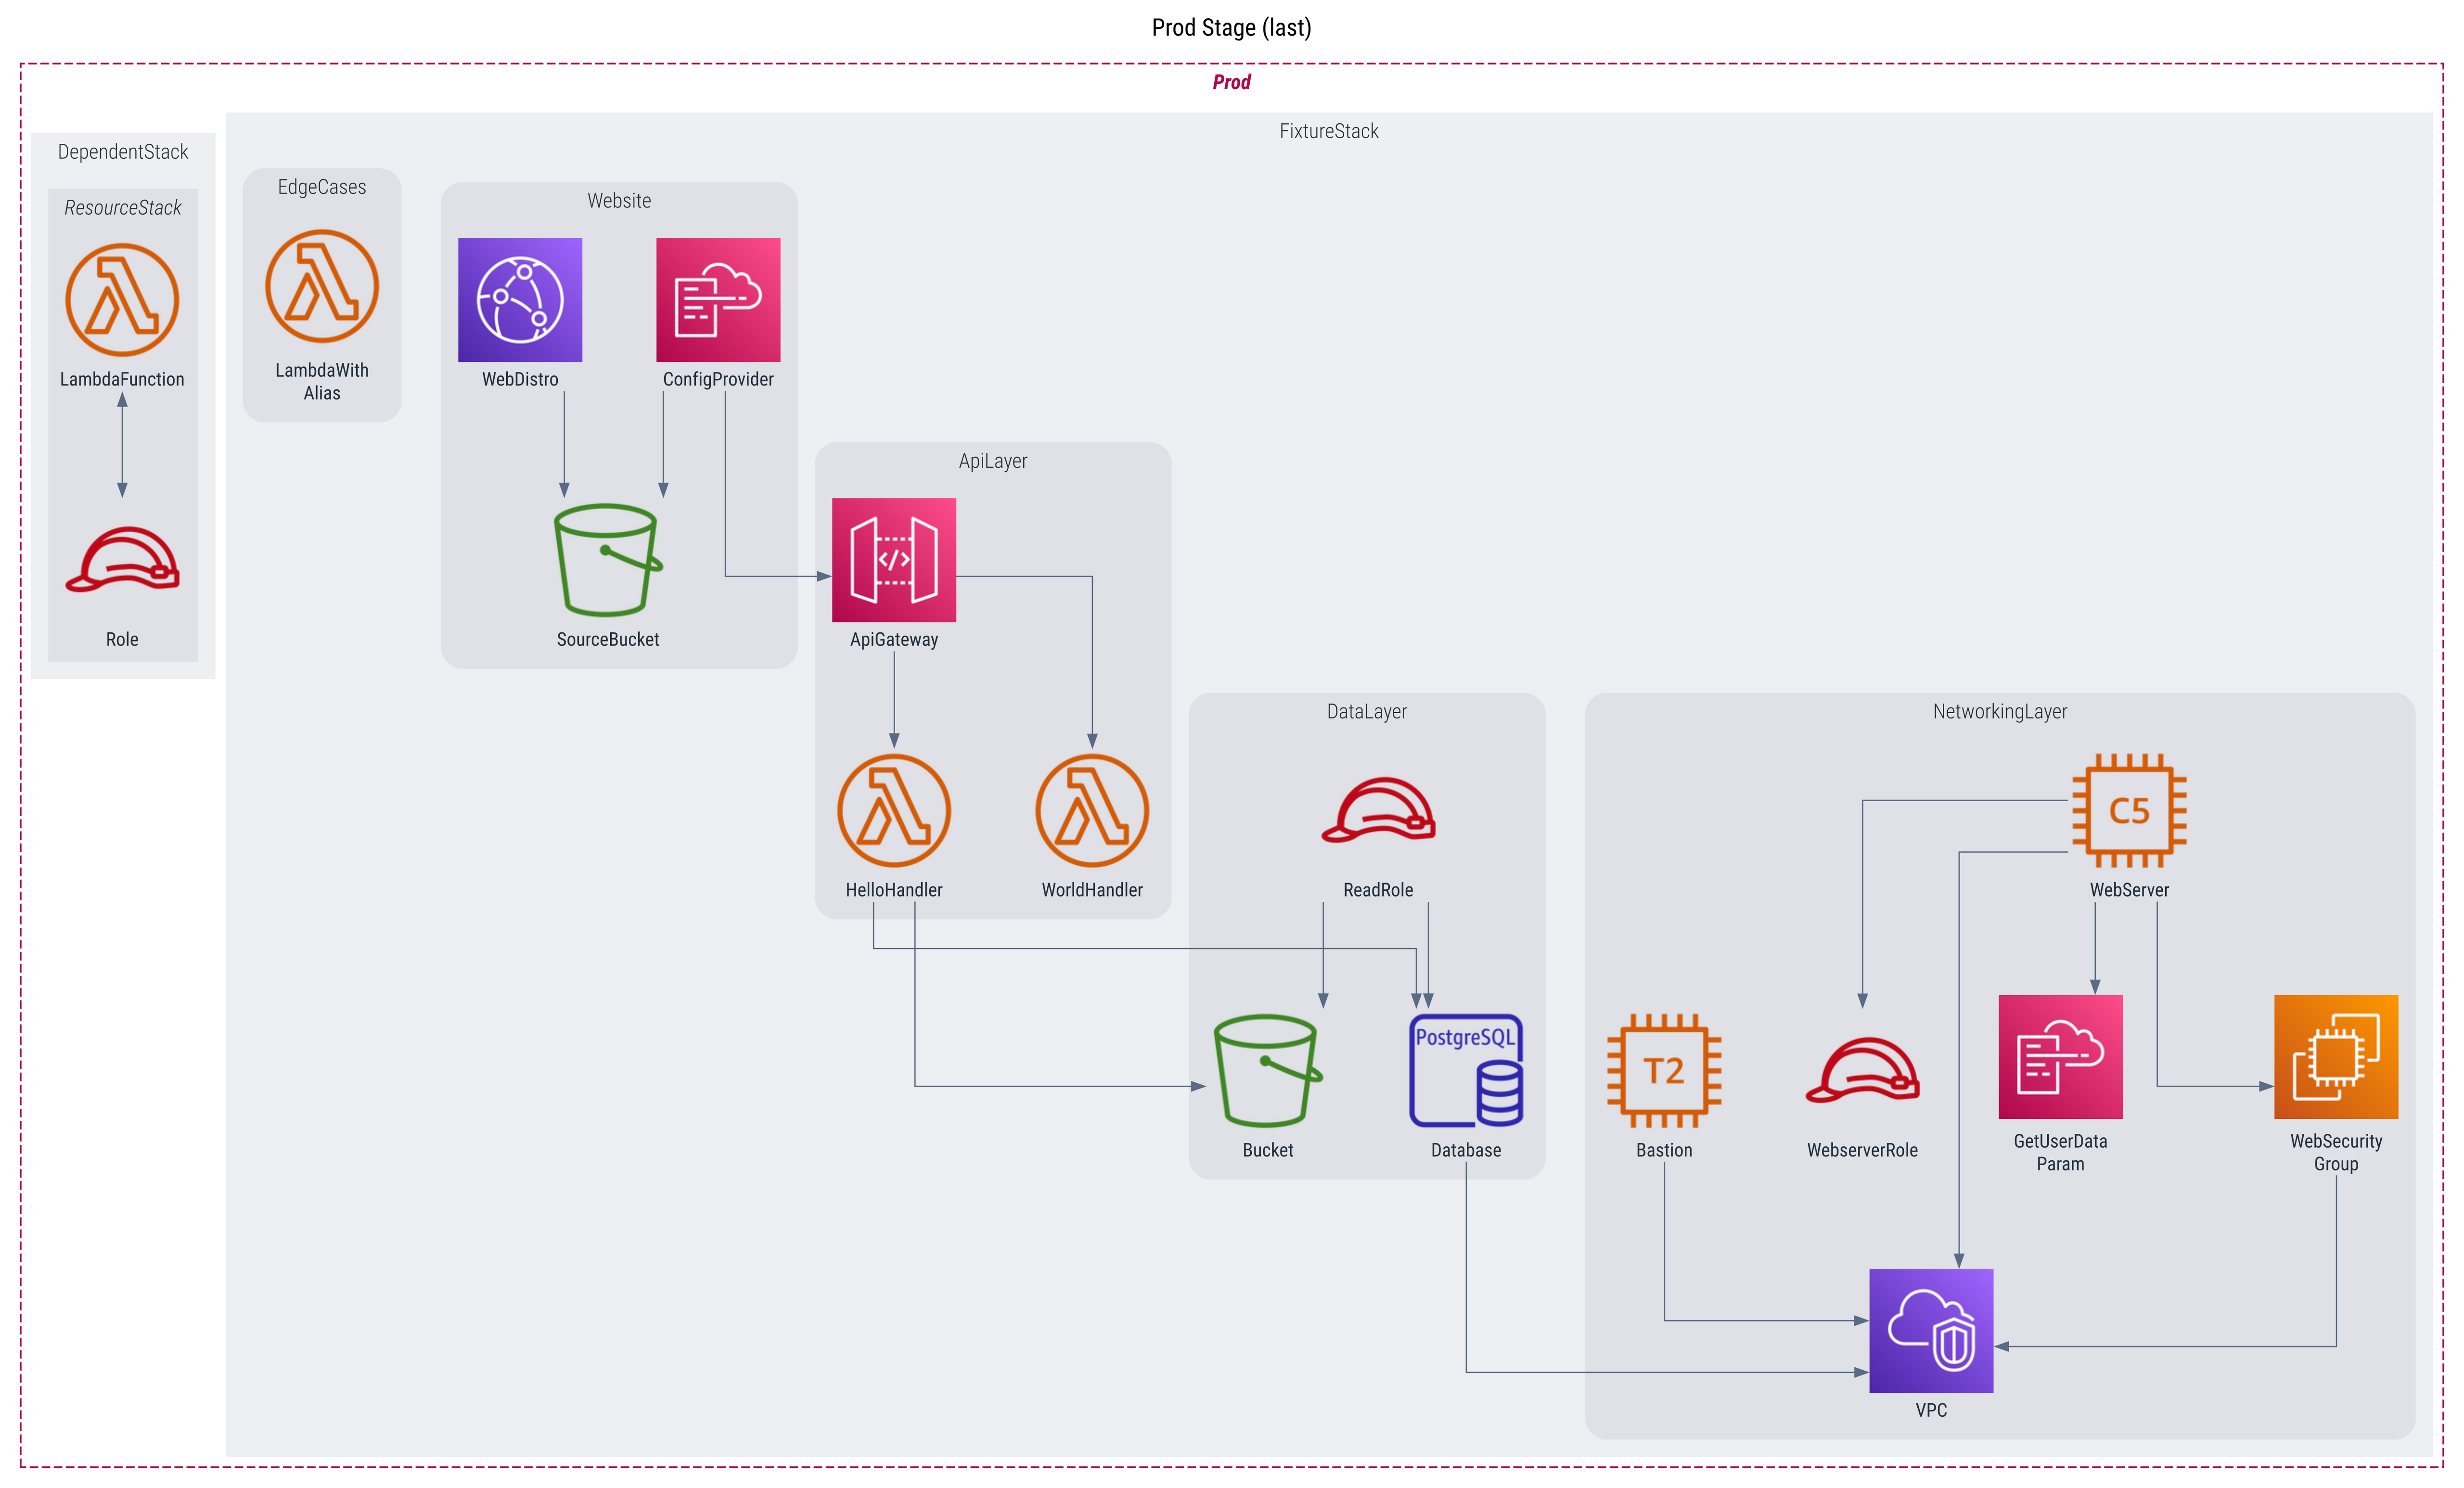 Prod Stage (last)
Prod
DependentStack
ResourceStack
LambdaFunction
Role
FixtureStack
EdgeCases
LambdaWith
Alias
Website
WebDistro
ConfigProvider
SourceBucket
ApiLayer
</>
ApiGateway
HelloHandler
WorldHandler
DataLayer
ReadRole
Bucket
PostgreSQL
Database
NetworkingLayer
C5
WebServer
T2
Bastion
WebserverRole
GetUserData
Param
WebSecurity
Group
VPC